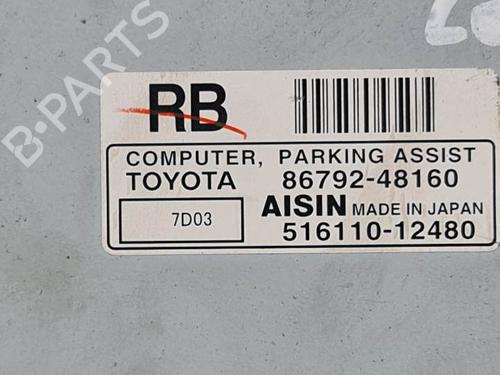 RB
COMPUTER, PARKING ASSIST
TOYOTA 86792-48160
7D03 AISIN MADE IN JAPAN
516110-12480
B-PARTS